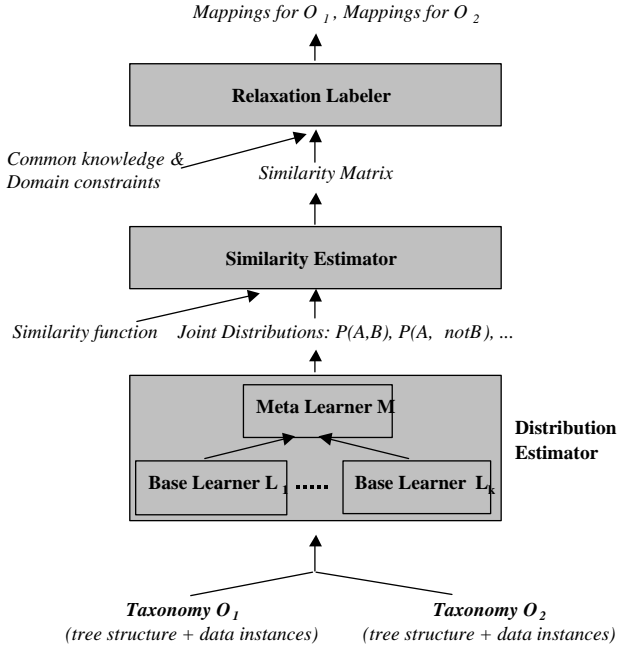 Mappings for O 1 , Mappings for O 2
Relaxation Labeler
Common knowledge &
Domain constraints
Similarity Matrix
Similarity Estimator
Similarity function
Joint Distributions: P(A,B), P(A, notB), ...
Meta Learner M
Distribution
Estimator
Base Learner L 1
.....
Base Learner L k
Taxonomy O 1
(tree structure + data instances)
Taxonomy O 2
(tree structure + data instances)